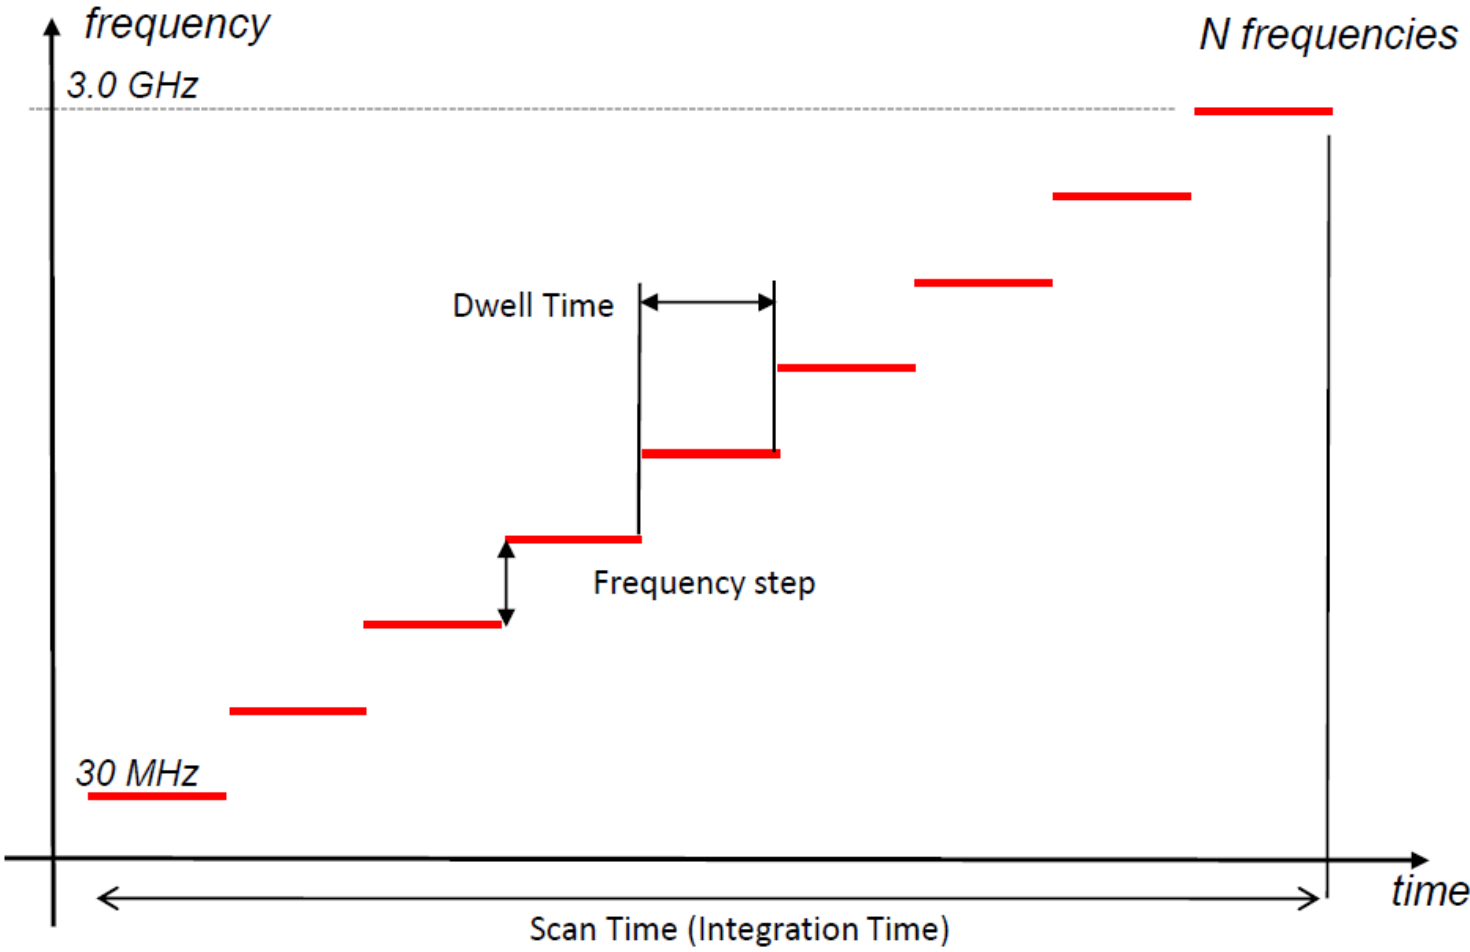 frequency
N frequencies
3.0 GHz
Dwell Time
Frequency step
30 MHz
time
Scan Time (Integration Time)